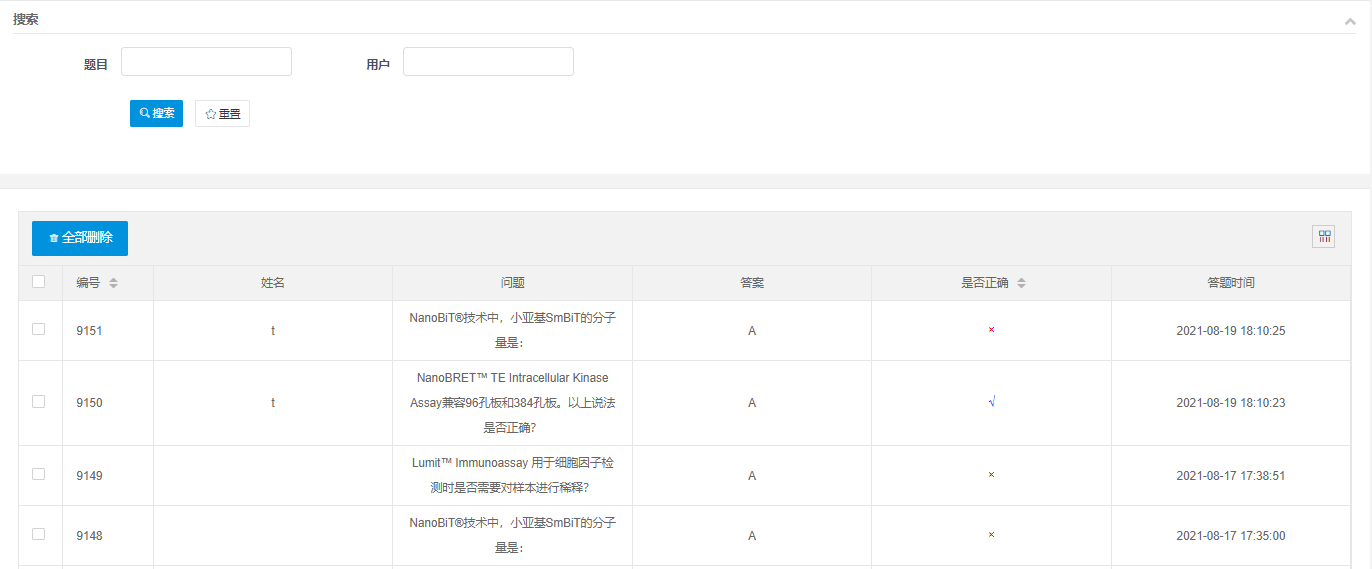 搜索
题目
用户
搜索
重置
全部删除
编号
姓名
问题
答案
是否正确
答题时间
9151
t
NanoBiT®技术中，小亚基SmBiT的分子
量是：
A
×
2021-08-19 18:10:25
9150
t
NanoBRET™ TE Intracellular Kinase
Assay兼容96孔板和384孔板。以上说法
是否正确？
A
√
2021-08-19 18:10:23
9149
Lumit™ Immunoassay 用于细胞因子检
测时是否需要对样本进行稀释？
A
×
2021-08-17 17:38:51
9148
NanoBiT®技术中，小亚基SmBiT的分子
量是：
A
×
2021-08-17 17:35:00